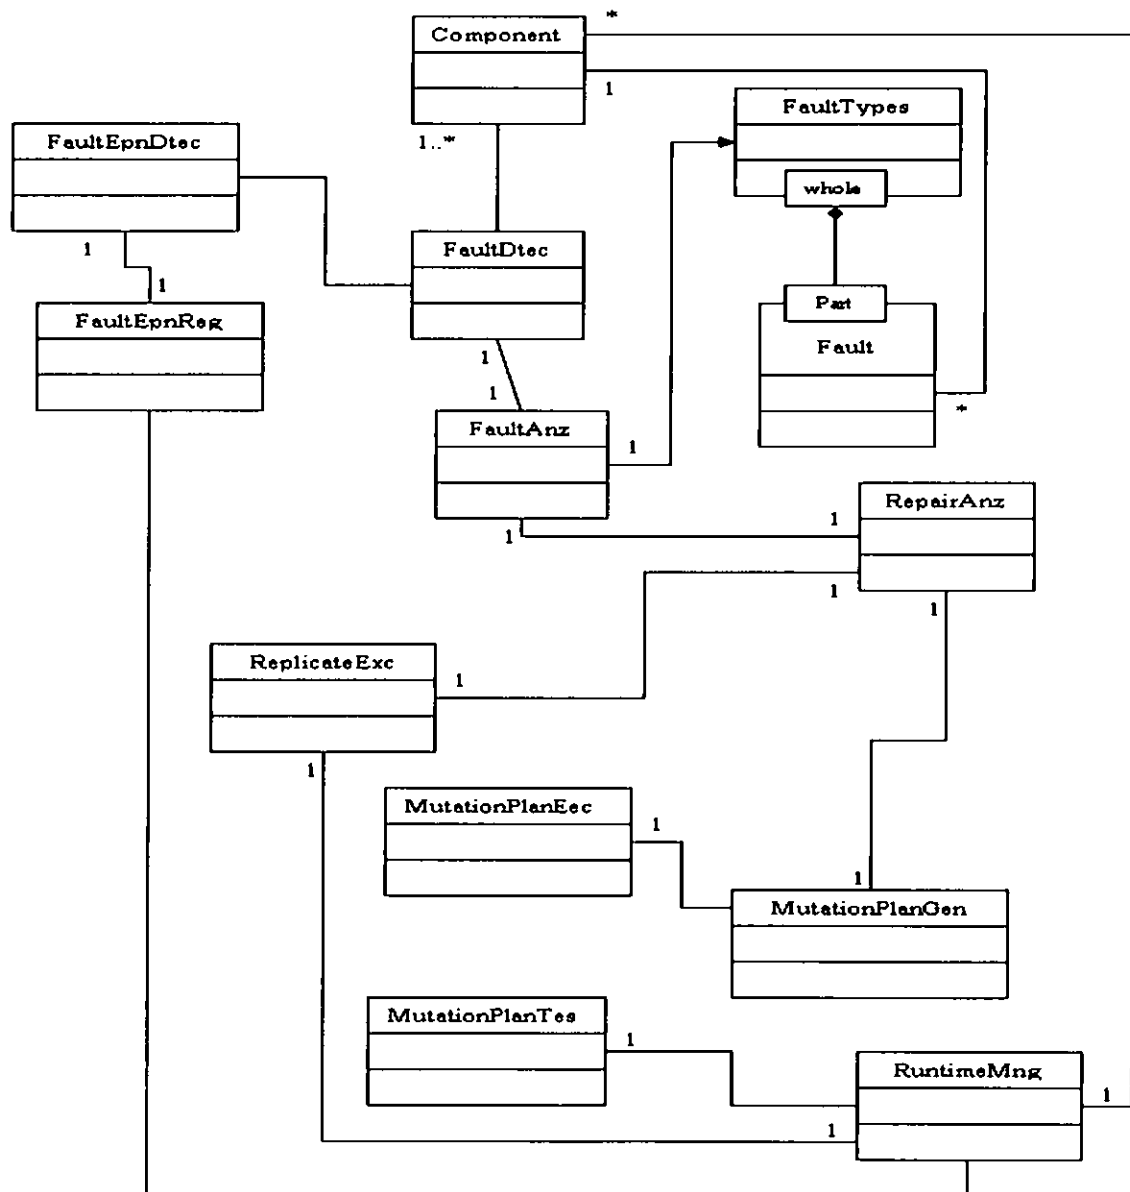 *
Component
1
FaultTypes
FaultEpnDtec
1..*
whole
FaultDtec
1
1
Part
FaultEpnReg
Fault
1
1
*
FaultAnz
1
RepairAnz
1
1
1
1
ReplicateExc
1
1
MutationPlanEec
1
1
MutationPlanGen
MutationPlanTes
1
RuntimeMng
1
1